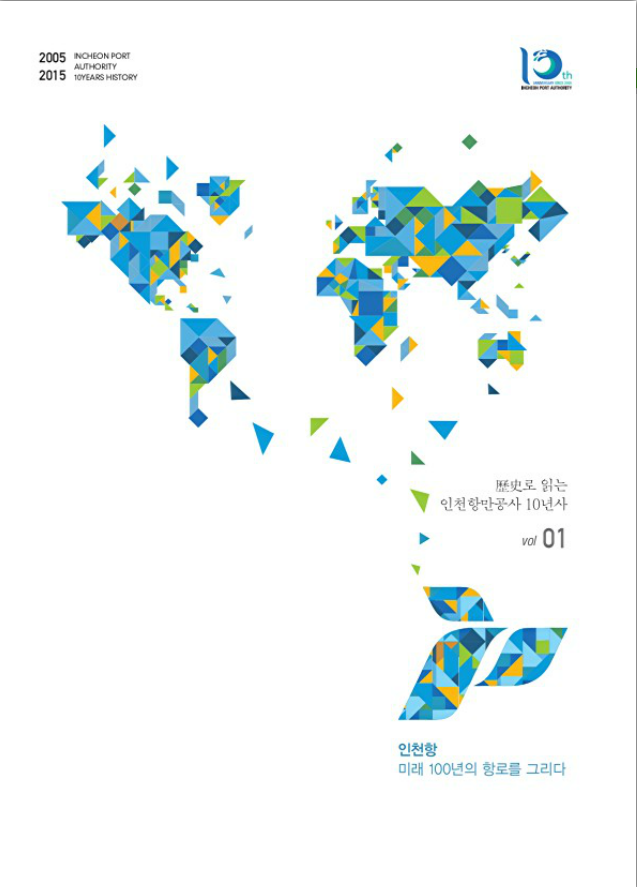 2005 INCHEON PORT
AUTHORITY
2015 10YEARS HISTORY
10th
INCHEON PORT AUTHORITY
歷史로 읽는
인천항만공사 10년사
vol 01
인천항
미래 100년의 항로를 그리다